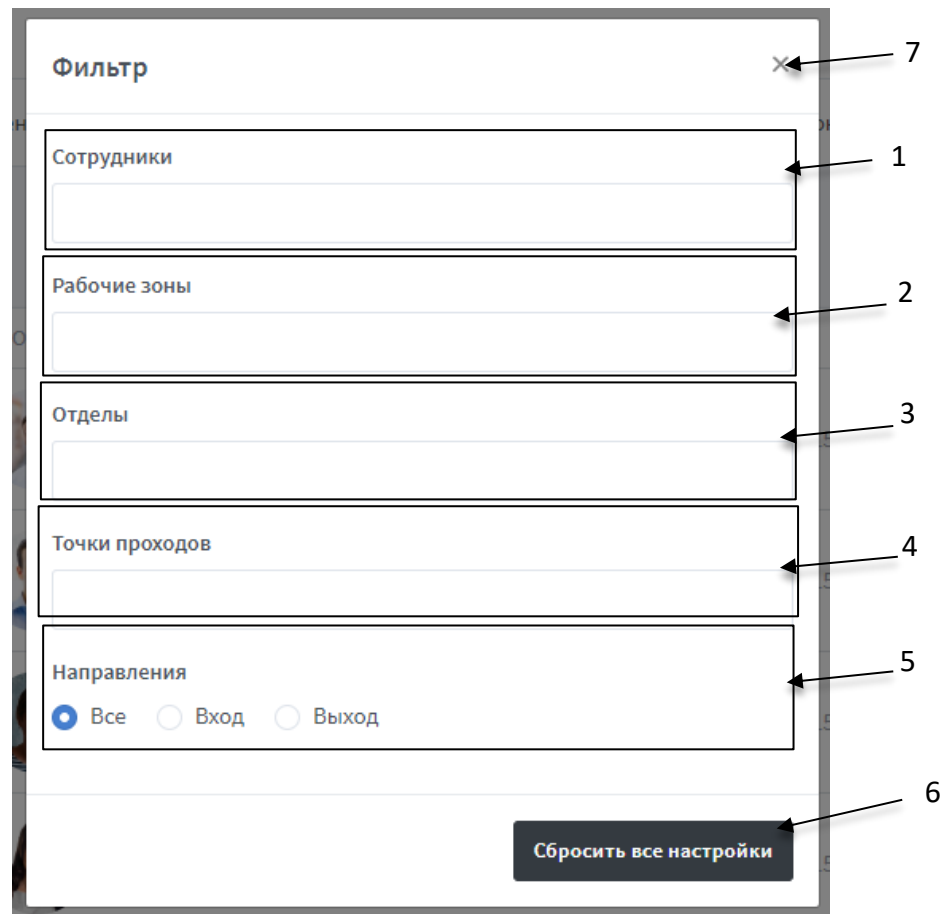 Фильтр
7
Сотрудники
1
Рабочие зоны
2
Отделы
3
Точки проходов
4
Направления
5
Все Вход Выход
6
Сбросить все настройки